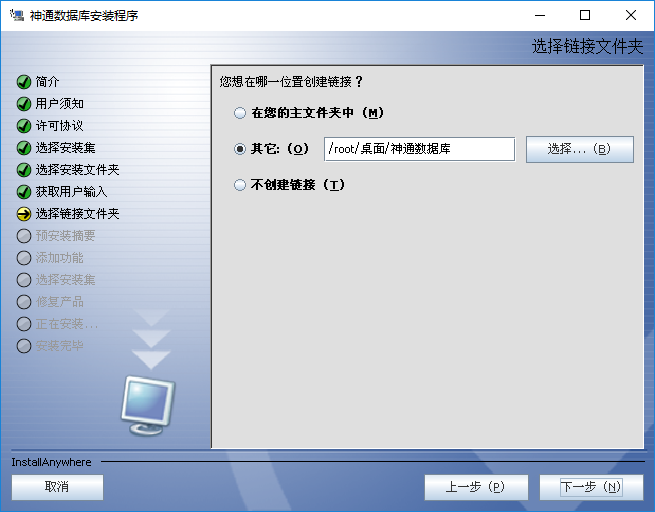 神通数据库安装程序
选择链接文件夹
简介
用户须知
许可协议
选择安装集
选择安装文件夹
获取用户输入
选择链接文件夹
预安装摘要
添加功能
选择安装集
修复产品
正在安装...
安装完毕
您想在哪一位置创建链接？
在您的主文件夹中（M）
其它:（O） /root/桌面/神通数据库 选择...（B）
不创建链接（T）
InstallAnywhere
取消 上一步（P） 下一步（N）